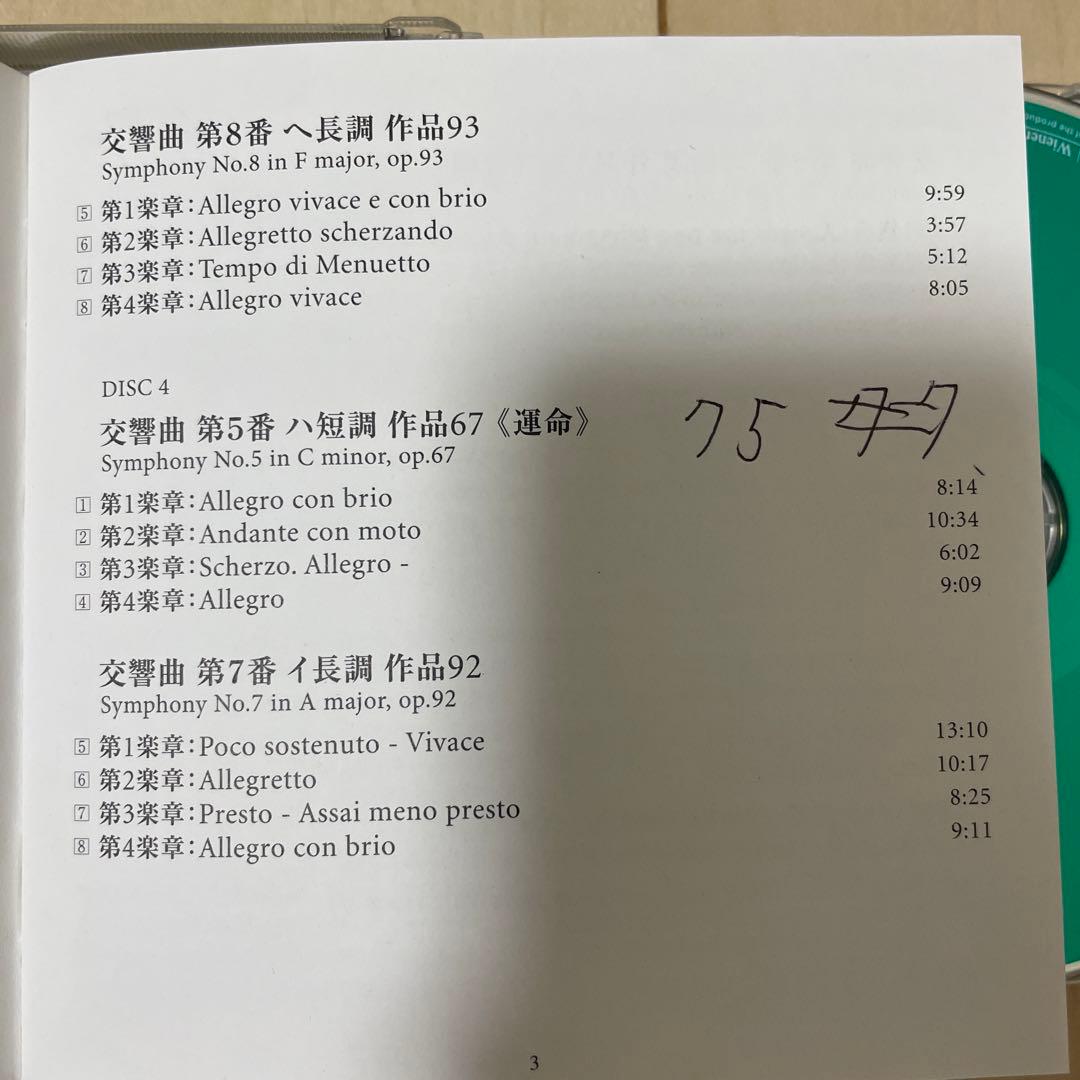 交響曲 第8番 ヘ長調 作品93
Symphony No.8 in F major, op.93
5 第1楽章:Allegro vivace e con brio 9:59
6 第2楽章:Allegretto scherzando 3:57
7 第3楽章:Tempo di Menuetto 5:12
8 第4楽章:Allegro vivace 8:05
DISC 4
交響曲 第5番 ハ短調 作品67《運命》 75
Symphony No.5 in C minor, op.67
1 第1楽章:Allegro con brio 8:14
2 第2楽章:Andante con moto 10:34
3 第3楽章:Scherzo. Allegro - 6:02
4 第4楽章:Allegro 9:09
交響曲 第7番 イ長調 作品92
Symphony No.7 in A major, op.92
5 第1楽章:Poco sostenuto - Vivace 13:10
6 第2楽章:Allegretto 10:17
7 第3楽章:Presto - Assai meno presto 8:25
8 第4楽章:Allegro con brio 9:11
3
Wiener